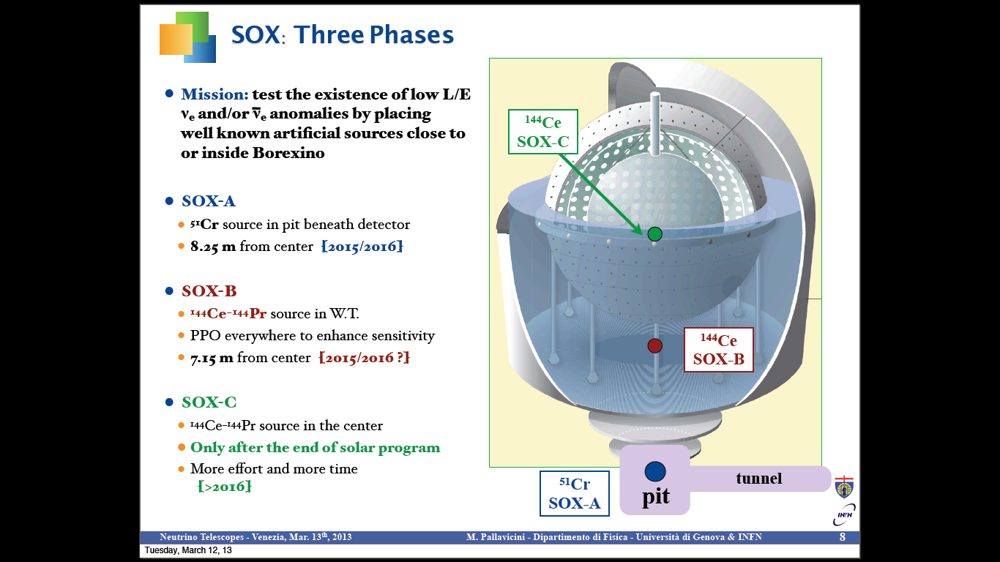 SOX: Three Phases
Mission: test the existence of low L/E
νe and/or ν̅e anomalies by placing
well known artificial sources close to
or inside Borexino
SOX-A
⁵¹Cr source in pit beneath detector
8.25 m from center [2015/2016]
SOX-B
¹⁴⁴Ce-¹⁴⁴Pr source in W.T.
PPO everywhere to enhance sensitivity
7.15 m from center [2015/2016 ?]
SOX-C
¹⁴⁴Ce-¹⁴⁴Pr source in the center
Only after the end of solar program
More effort and more time
[>2016]
¹⁴⁴Ce
SOX-C
¹⁴⁴Ce
SOX-B
⁵¹Cr
SOX-A
pit
tunnel
INFN
Neutrino Telescopes - Venezia, Mar. 13th, 2013
M. Pallavicini - Dipartimento di Fisica - Università di Genova & INFN
8
Tuesday, March 12, 13